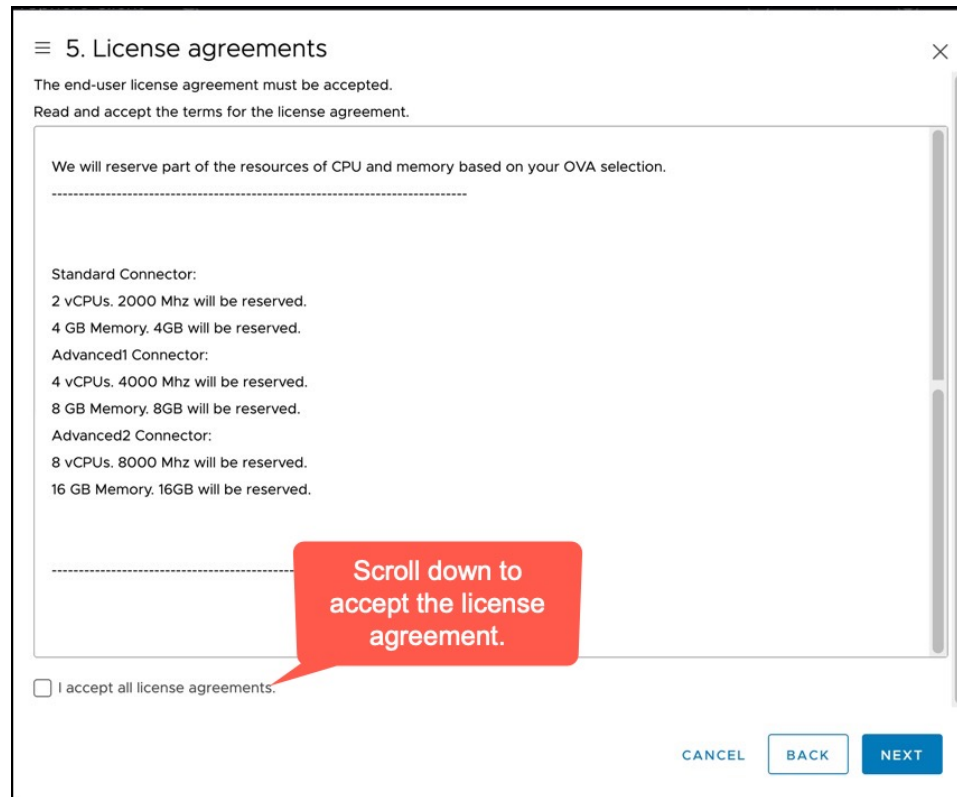 5. License agreements
The end-user license agreement must be accepted.
Read and accept the terms for the license agreement.
We will reserve part of the resources of CPU and memory based on your OVA selection.
-----------------------------------------------------------------------------
Standard Connector:
2 vCPUs. 2000 Mhz will be reserved.
4 GB Memory. 4GB will be reserved.
Advanced1 Connector:
4 vCPUs. 4000 Mhz will be reserved.
8 GB Memory. 8GB will be reserved.
Advanced2 Connector:
8 vCPUs. 8000 Mhz will be reserved.
16 GB Memory. 16GB will be reserved.
---------------------------------------------
Scroll down to
accept the license
agreement.
I accept all license agreements.
CANCEL BACK NEXT